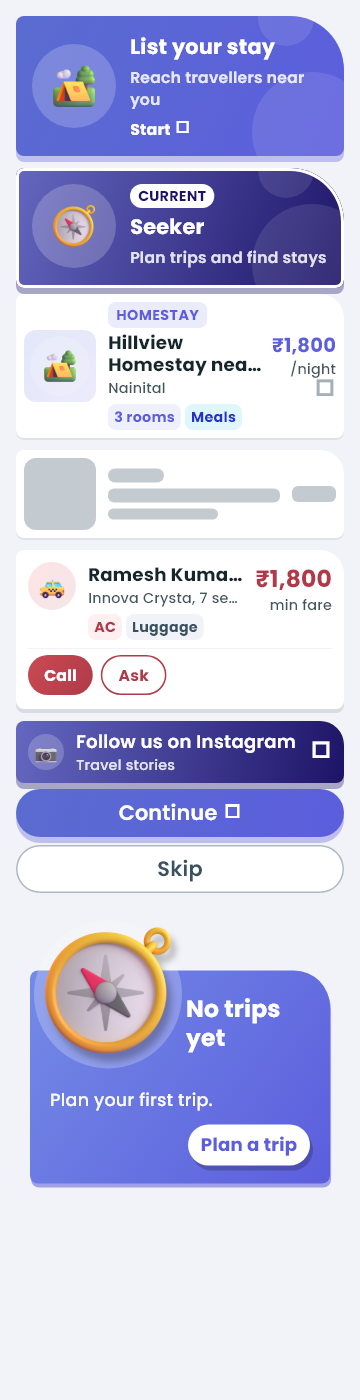 List your stay
Reach travellers near
you
Start
CURRENT
Seeker
Plan trips and find stays
HOMESTAY
Hillview
Homestay nea…
₹1,800
/night
Nainital
3 rooms
Meals
Ramesh Kuma…
₹1,800
Innova Crysta, 7 se…
min fare
AC
Luggage
Call
Ask
Follow us on Instagram
Travel stories
Continue
Skip
No trips
yet
Plan your first trip.
Plan a trip